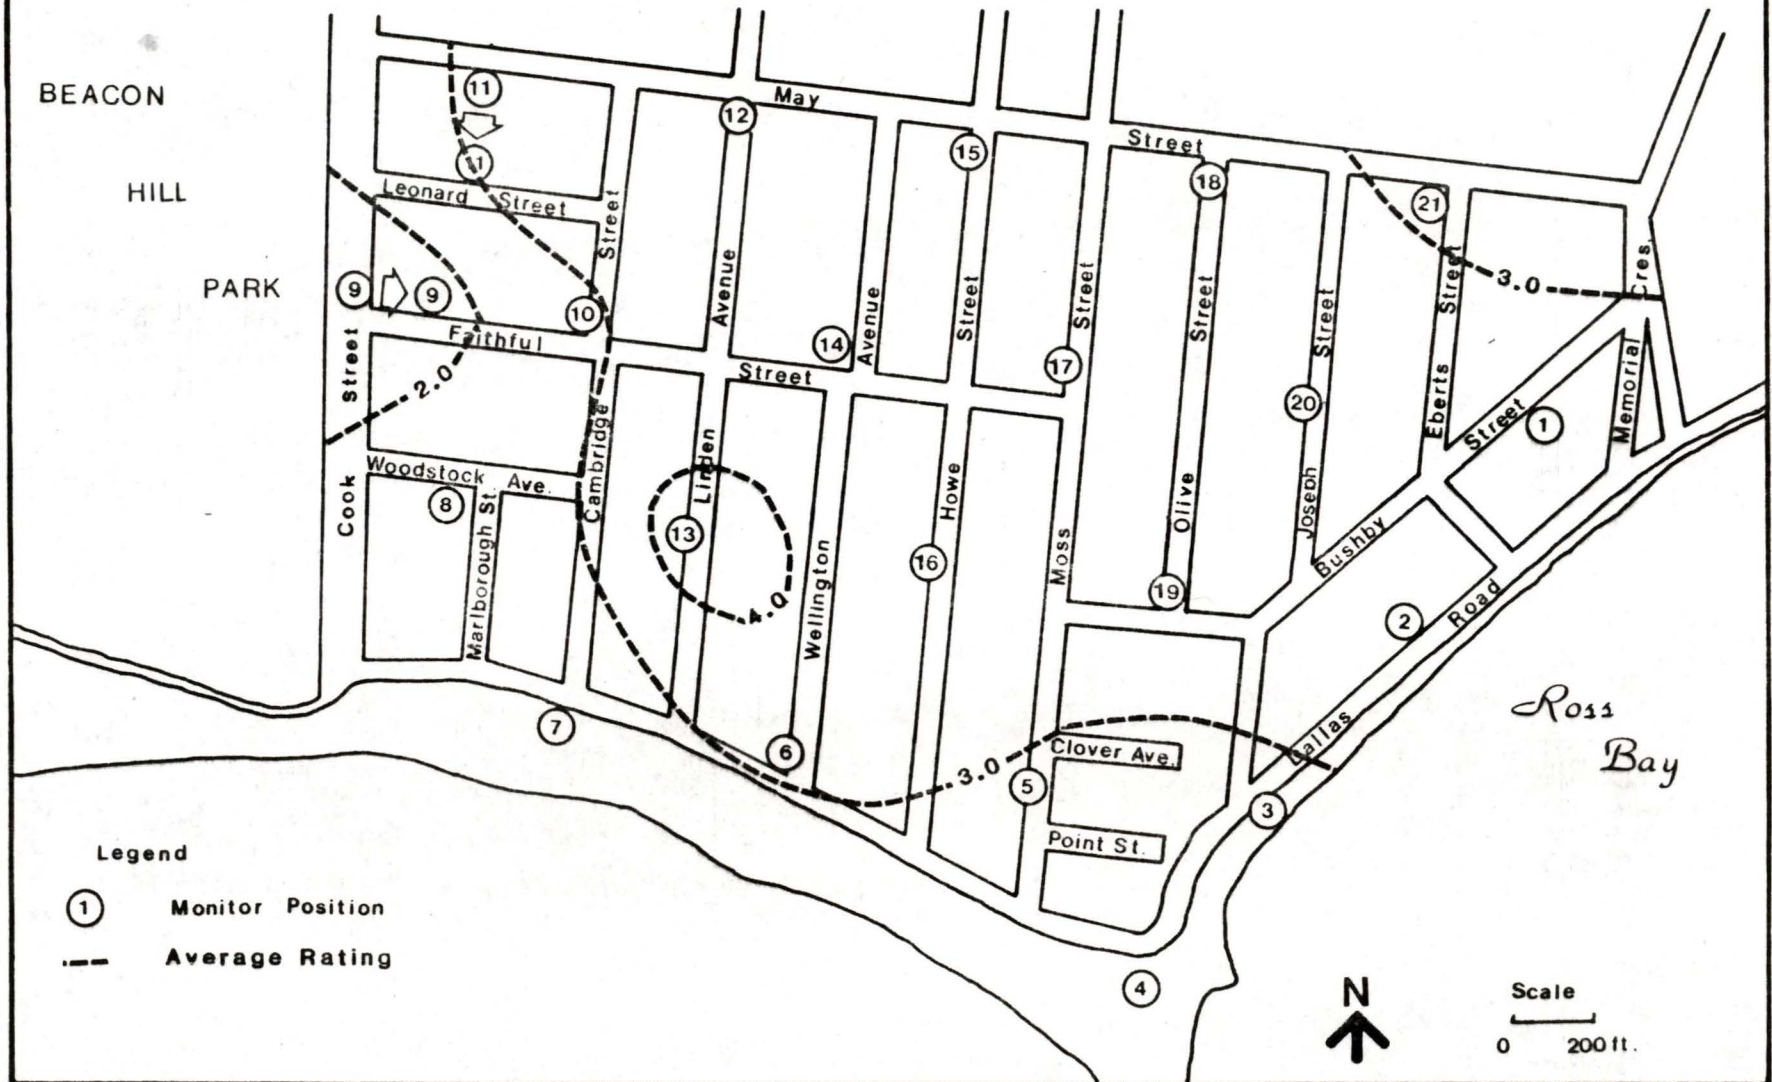 BEACON
HILL
PARK
11
12
May
Street
15
18
21
11
Leonard Street
Street
9
9
10
Faithful
Street
14
Avenue
Avenue
Street
Street
17
Street
Street
20
Street
3.0
Cres.
Memorial
Eberts
Street
1
2.0
Street
Cook
Woodstock Ave.
8
Marlborough St.
Cambridge
Linden
13
4.0
Wellington
Howe
16
Moss
Olive
19
Joseph
Bushby
2
Road
Dallas
7
6
3.0
Clover Ave.
5
Point St.
3
4
Ross
Bay
Legend
1 Monitor Position
Average Rating
N
Scale
0 200 ft.